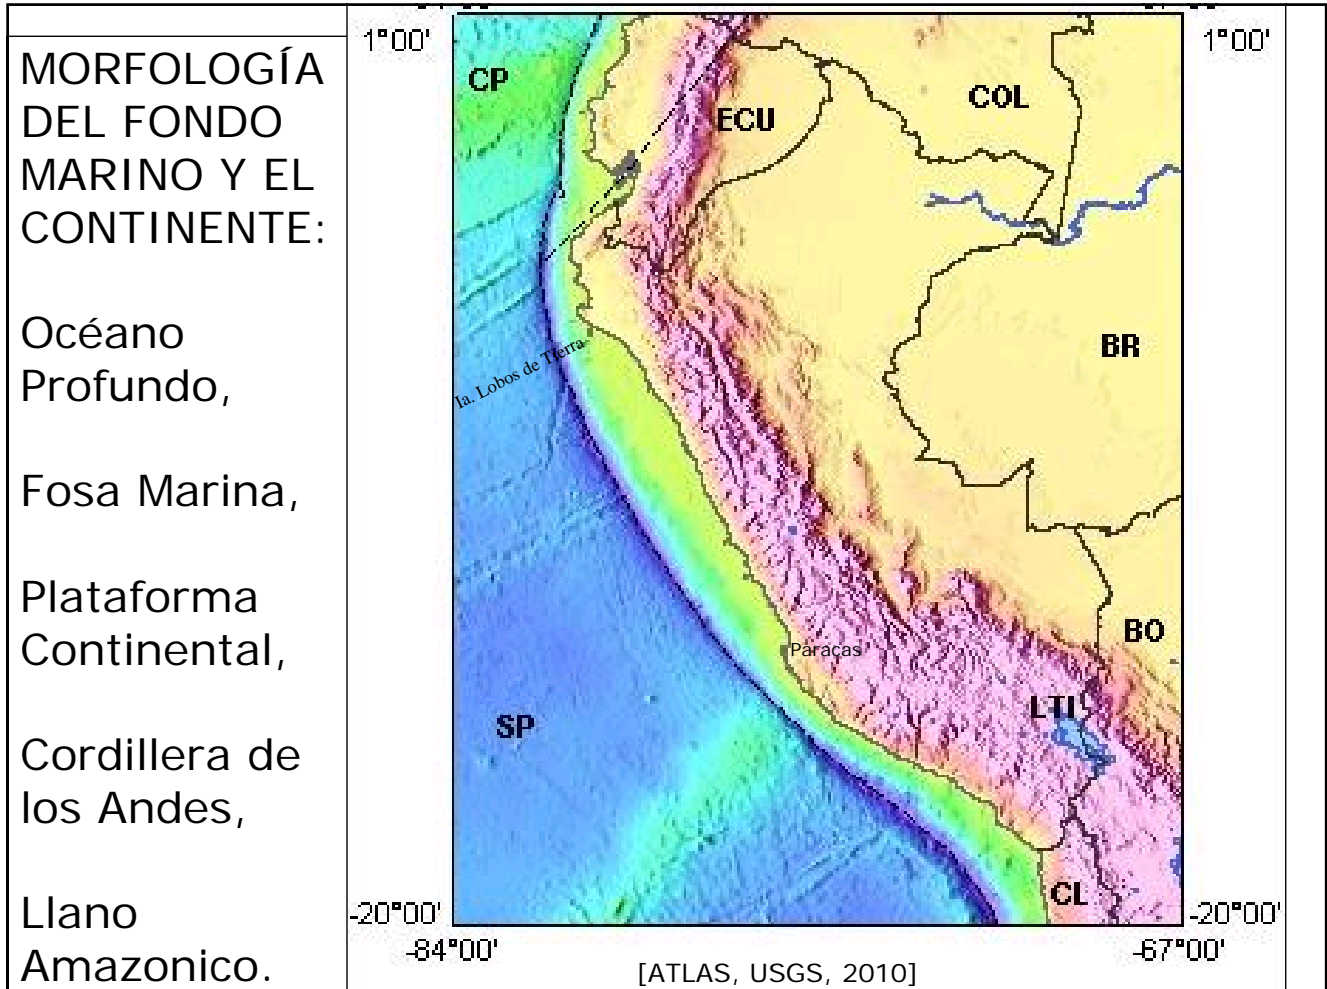 MORFOLOGÍA
DEL FONDO
MARINO Y EL
CONTINENTE:
Océano
Profundo,
Fosa Marina,
Plataforma
Continental,
Cordillera de
los Andes,
Llano
Amazonico.
1°00'
1°00'
CP
COL
ECU
BR
Ia. Lobos de Tierra
BO
Paracas
LTI
SP
CL
-20°00'
-20°00'
-84°00'
-67°00'
[ATLAS, USGS, 2010]